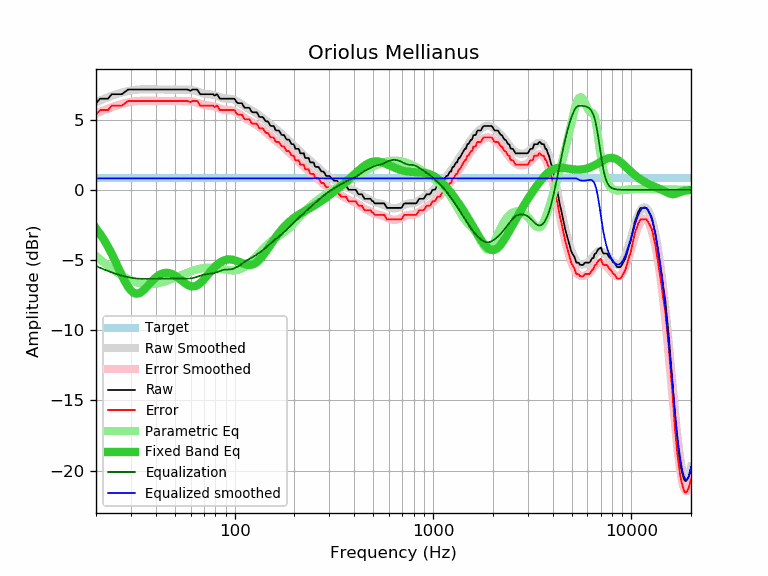 Oriolus Mellianus
5
0
−5
−10
−15
−20
Amplitude (dBr)
Target
Raw Smoothed
Error Smoothed
Raw
Error
Parametric Eq
Fixed Band Eq
Equalization
Equalized smoothed
100 1000 10000
Frequency (Hz)